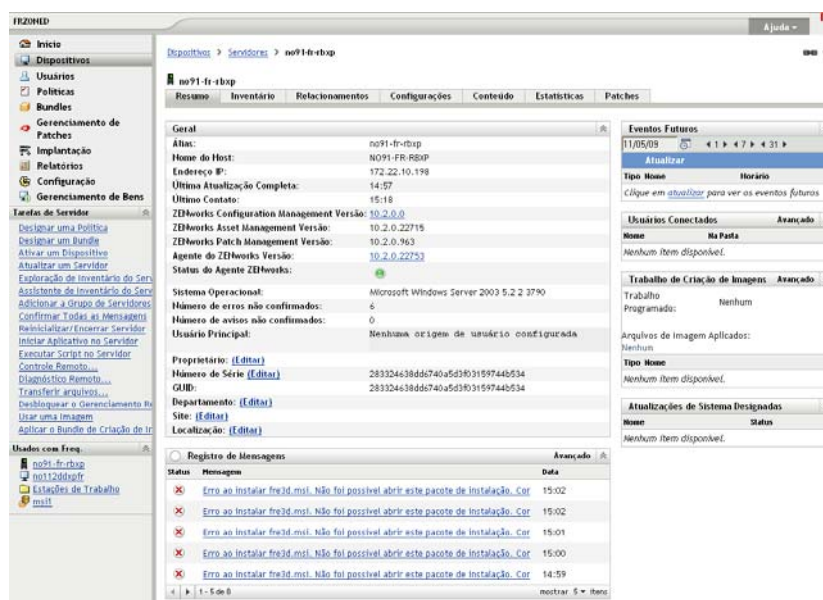 FRZONED
Ajuda
Início
Dispositivos
Usuários
Políticas
Bundles
Gerenciamento de Patches
Implantação
Relatórios
Configuração
Gerenciamento de Bens
Tarefas de Servidor
Designar uma Política
Designar um Bundle
Ativar um Dispositivo
Atualizar um Servidor
Exploração de Inventário do Serv
Assistente de Inventário do Serv
Adicionar a Grupo de Servidores
Confirmar Todas as Mensagens
Reinicializar/Encerrar Servidor
Iniciar Aplicativo no Servidor
Executar Script no Servidor
Controle Remoto...
Diagnóstico Remoto...
Transferir arquivos...
Desbloquear o Gerenciamento Re
Usar uma Imagem
Aplicar o Bundle de Criação de Ir
Usados com Freq.
no91-fr-rbxp
no112ddxpfr
Estações de Trabalho
msit
Dispositivos > Servidores > no91-fr-rbxp
no91-fr-rbxp
Resumo Inventário Relacionamentos Configurações Conteúdo Estatísticas Patches
Geral
Álias: no91-fr-rbxp
Nome do Host: NO91-FR-RBXP
Endereço IP: 172.22.10.198
Última Atualização Completa: 14:57
Último Contato: 15:18
ZENworks Configuration Management Versão: 10.2.0.0
ZENworks Asset Management Versão: 10.2.0.22715
ZENworks Patch Management Versão: 10.2.0.963
Agente do ZENworks Versão: 10.2.0.22753
Status do Agente ZENworks:
Sistema Operacional: Microsoft Windows Server 2003 5.2 2 3790
Número de erros não confirmados: 6
Número de avisos não confirmados: 0
Usuário Principal: Nenhuma origem de usuário configurada
Proprietário: (Editar)
Número de Série (Editar) 283324638dd6740a5d3f03159744b534
GUID: 283324638dd6740a5d3f03159744b534
Departamento: (Editar)
Site: (Editar)
Localização: (Editar)
Registro de Mensagens Avançado
Status Mensagem Data
Erro ao instalar fre3d.msi. Não foi possível abrir este pacote de instalação. Cor 15:02
Erro ao instalar fre3d.msi. Não foi possível abrir este pacote de instalação. Cor 15:02
Erro ao instalar fre3d.msi. Não foi possível abrir este pacote de instalação. Cor 15:01
Erro ao instalar fre3d.msi. Não foi possível abrir este pacote de instalação. Cor 15:00
Erro ao instalar fre3d.msi. Não foi possível abrir este pacote de instalação. Cor 14:59
1 - 5 de 8 mostrar 5 itens
Eventos Futuros
11/05/09 1 7 31
Atualizar
Tipo Nome Horário
Clique em atualizar para ver os eventos futuros
Usuários Conectados Avançado
Nome Na Pasta
Nenhum item disponível.
Trabalho de Criação de Imagens Avançado
Trabalho Programado: Nenhum
Arquivos de Imagem Aplicados:
Nenhum
Tipo Nome
Nenhum item disponível.
Atualizações de Sistema Designadas
Nome Status
Nenhum item disponível.